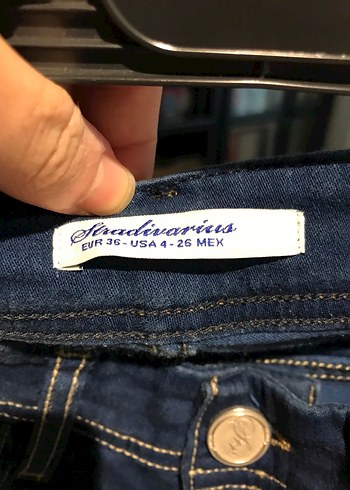 Stradivarius
EUR 36 - USA 4 - 26 MEX